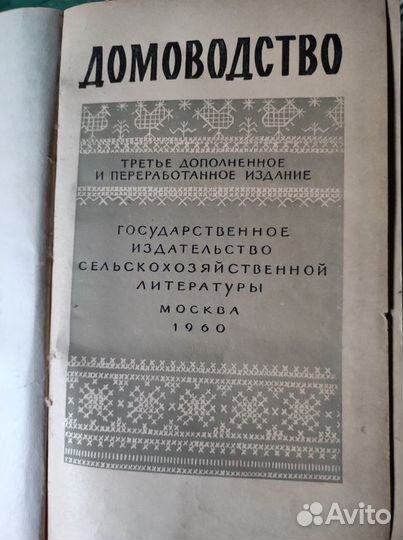 ДОМОВОДСТВО
ТРЕТЬЕ ДОПОЛНЕННОЕ
И ПЕРЕРАБОТАННОЕ ИЗДАНИЕ
ГОСУДАРСТВЕННОЕ
ИЗДАТЕЛЬСТВО
СЕЛЬСКОХОЗЯЙСТВЕННОЙ
ЛИТЕРАТУРЫ
МОСКВА
1960
Avito